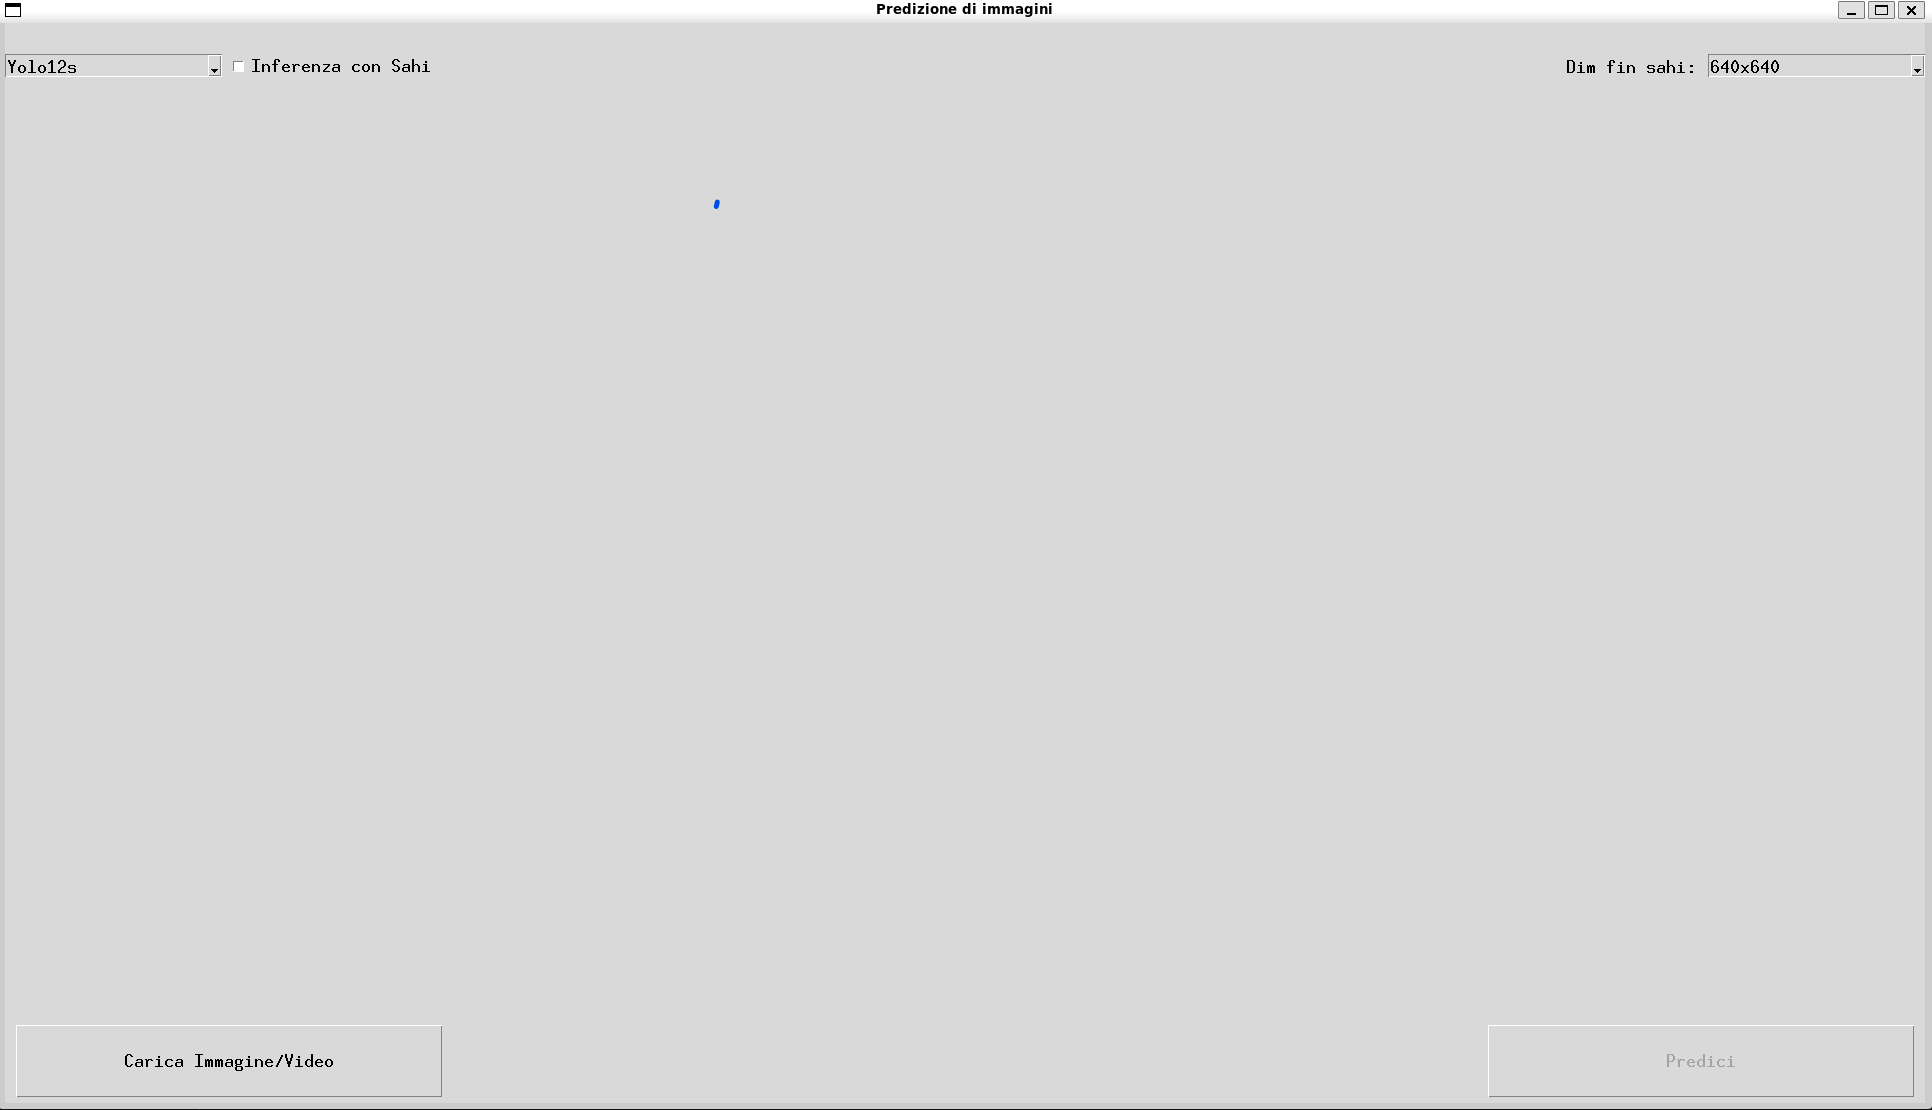 Predizione di immagini
Yolo12s Inferenza con Sahi Dim fin sahi: 640x640
Carica Immagine/Video Predici